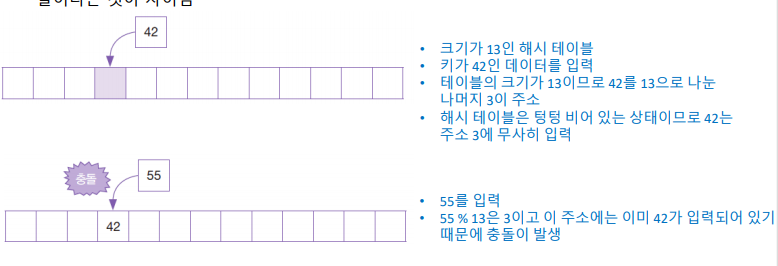 42
• 크기가 13인 해시 테이블
• 키가 42인 데이터를 입력
• 테이블의 크기가 13이므로 42를 13으로 나눈
나머지 3이 주소
• 해시 테이블은 텅텅 비어 있는 상태이므로 42는
주소 3에 무사히 입력
충돌
55
42
• 55를 입력
• 55 % 13은 3이고 이 주소에는 이미 42가 입력되어 있기
때문에 충돌이 발생